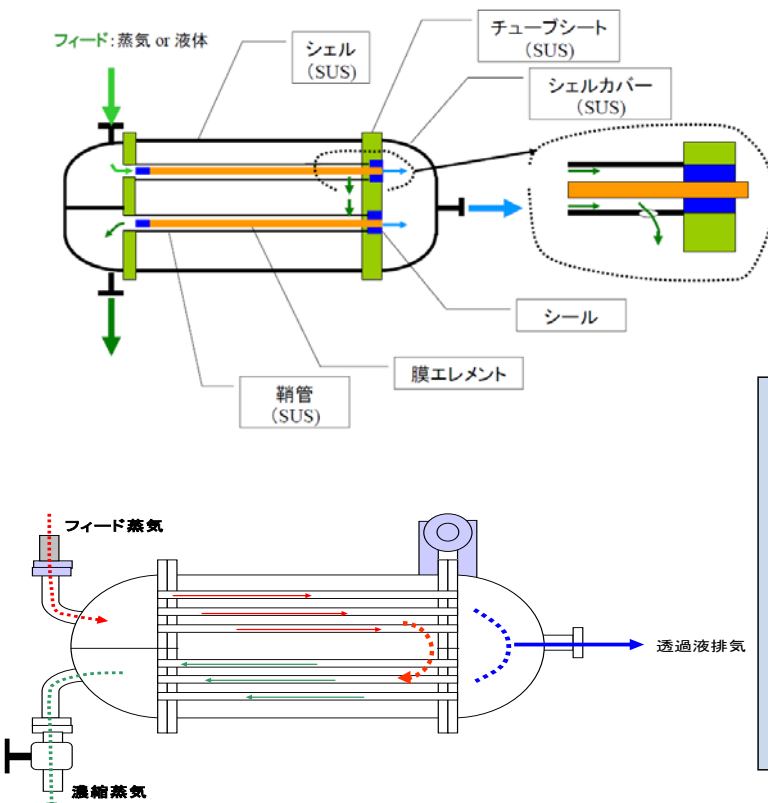 フィード:蒸気 or 液体
シェル
(SUS)
チューブシート
(SUS)
シェルカバー
(SUS)
シール
膜エレメント
鞘管
(SUS)
フィード蒸気
透過液排気
濃縮蒸気